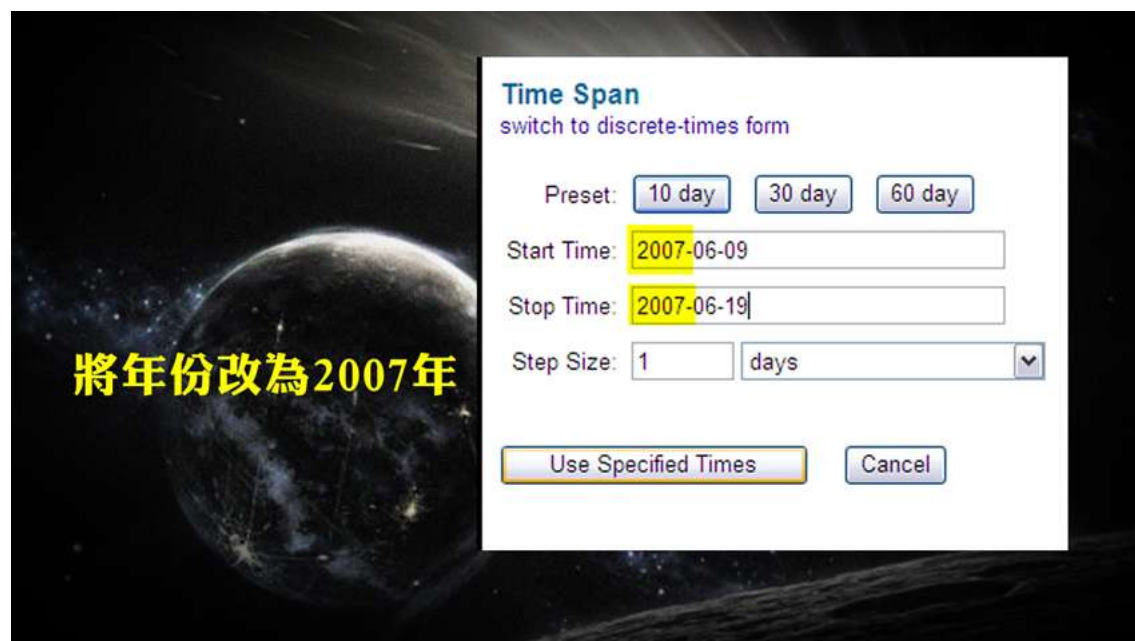 將年份改為2007年
Time Span
switch to discrete-times form
Preset: 10 day 30 day 60 day
Start Time: 2007-06-09
Stop Time: 2007-06-19
Step Size: 1 days
Use Specified Times Cancel